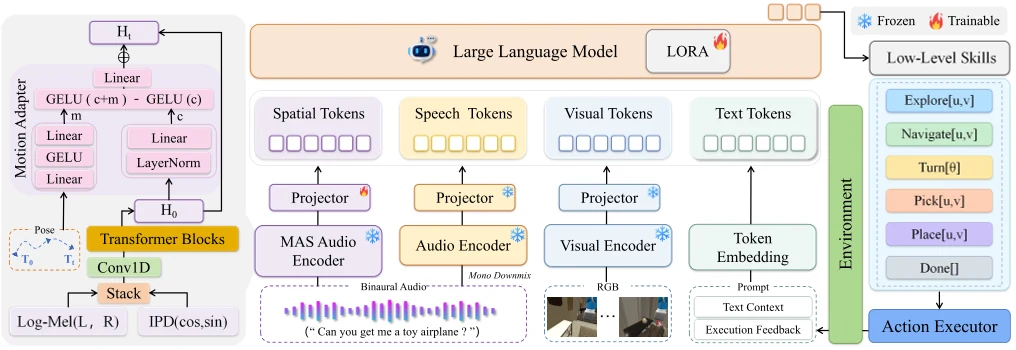 Hₜ
Linear
GELU ( c+m ) - GELU (c)
m
c
Linear
GELU
Linear
Linear
LayerNorm
Motion Adapter
H₀
Pose
T₀
Tₜ
Transformer Blocks
Conv1D
Stack
Log-Mel(L, R)
IPD(cos,sin)
Large Language Model
LORA
Spatial Tokens
Speech Tokens
Visual Tokens
Text Tokens
Projector
Projector
Projector
MAS Audio
Encoder
Audio Encoder
Visual Encoder
Token
Embedding
Mono Downmix
Binaural Audio
(“ Can you get me a toy airplane ? ”)
RGB
...
Prompt
Text Context
Execution Feedback
Environment
Frozen
Trainable
Low-Level Skills
Explore[u,v]
Navigate[u,v]
Turn[θ]
Pick[u,v]
Place[u,v]
Done[]
Action Executor